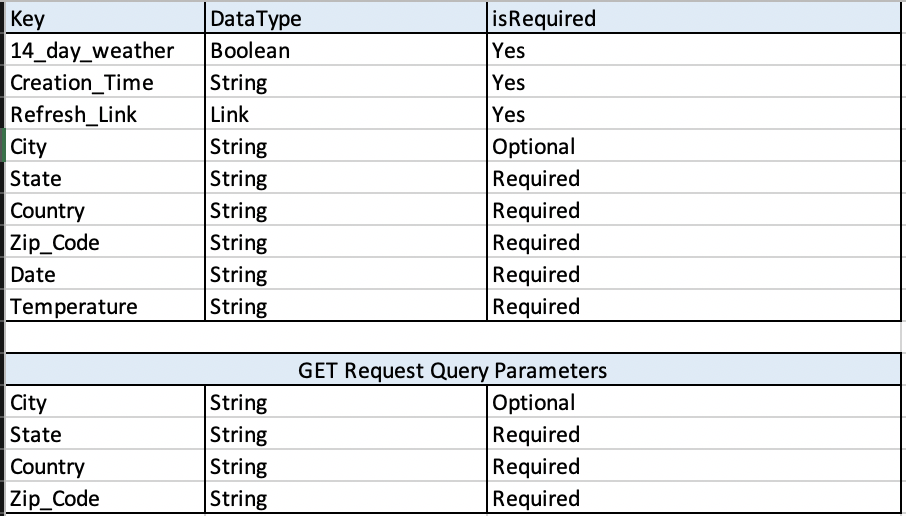 Key DataType isRequired
14_day_weather Boolean Yes
Creation_Time String Yes
Refresh_Link Link Yes
City String Optional
State String Required
Country String Required
Zip_Code String Required
Date String Required
Temperature String Required
GET Request Query Parameters
City String Optional
State String Required
Country String Required
Zip_Code String Required